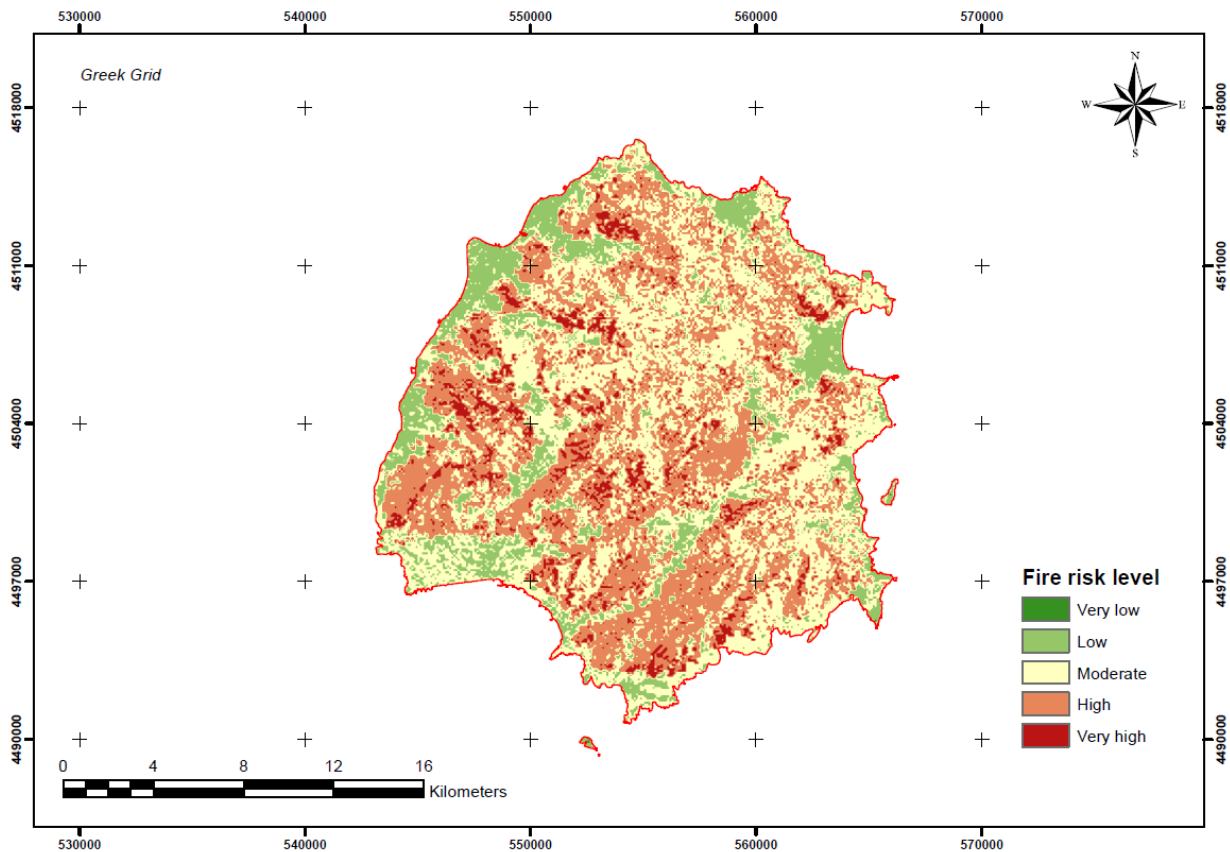 530000 540000 550000 560000 570000
Greek Grid
N
W E
S
4518000 4518000
4511000 4511000
4504000 4504000
4497000 4497000
4490000 4490000
Fire risk level
Very low
Low
Moderate
High
Very high
0 4 8 12 16
Kilometers
530000 540000 550000 560000 570000